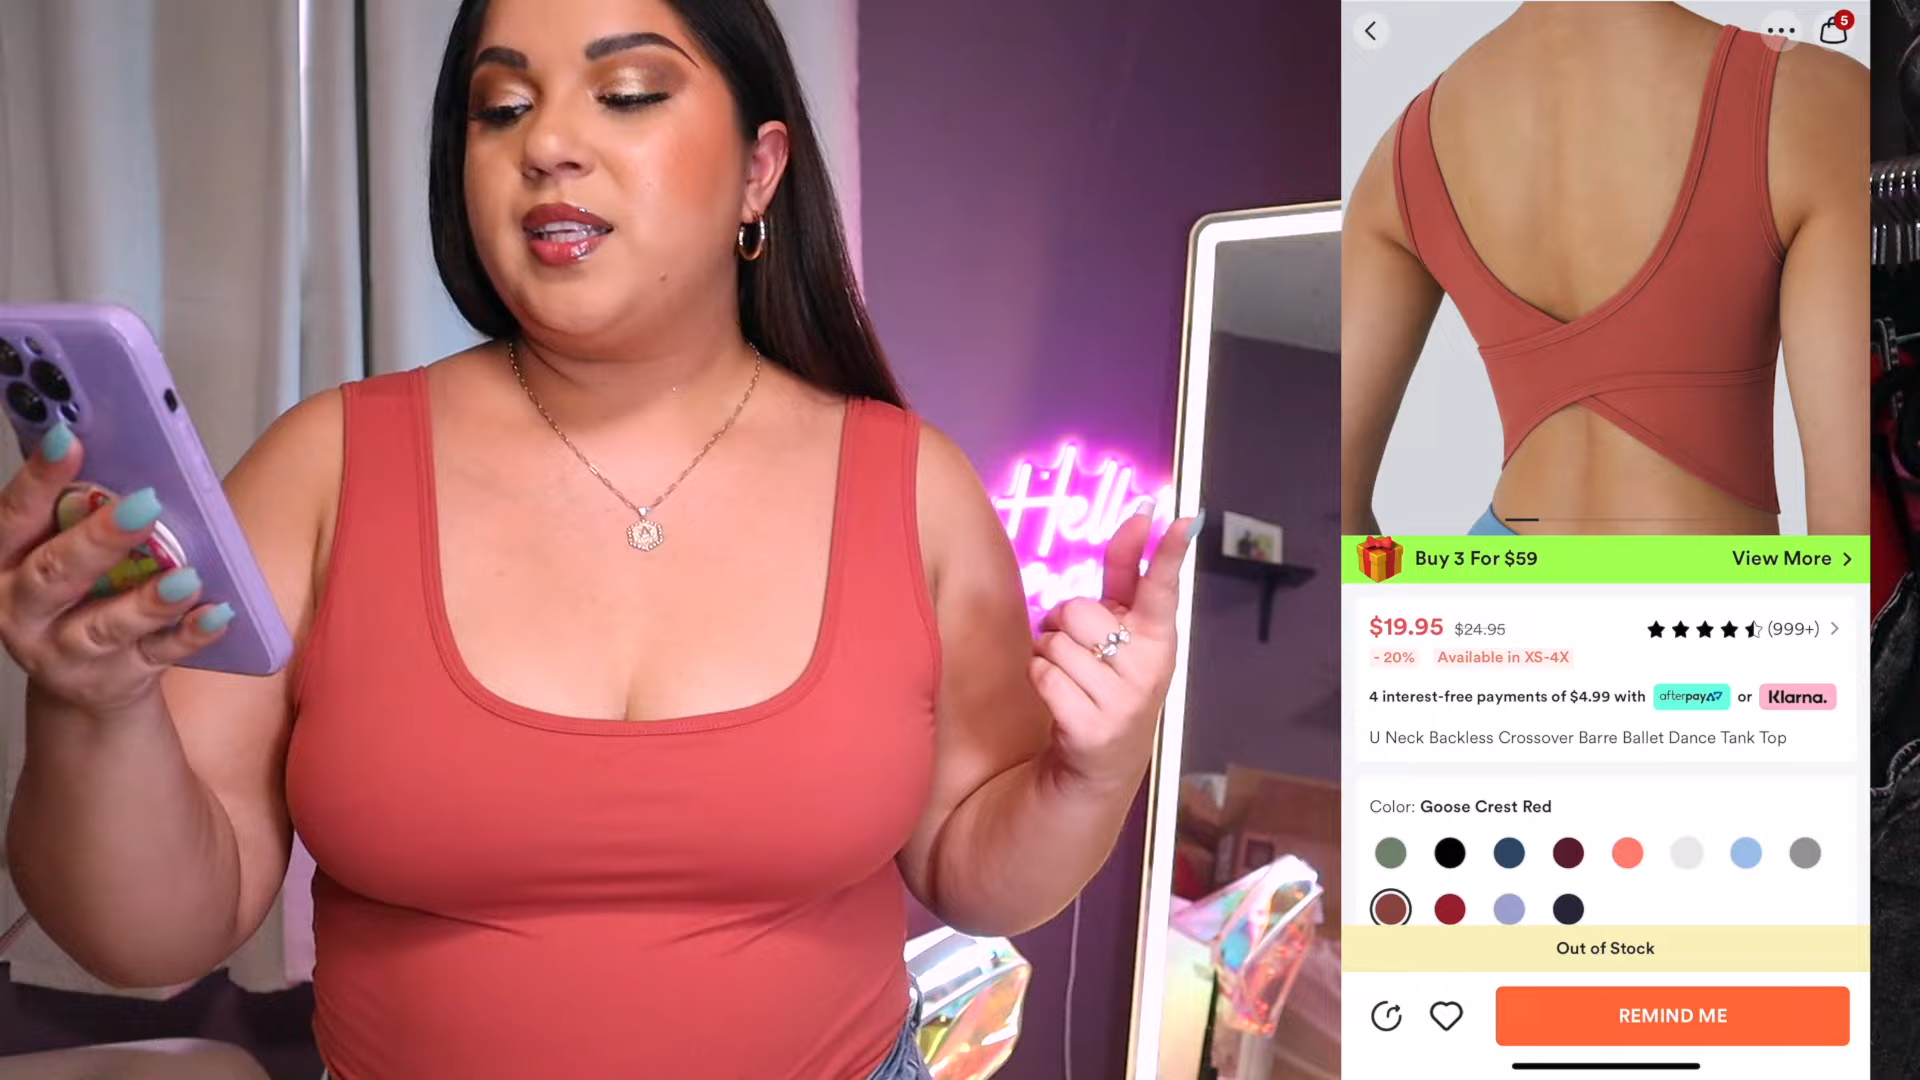 Hello
5
Buy 3 For $59
View More
$19.95 $24.95
(999+)
- 20% Available in XS-4X
4 interest-free payments of $4.99 with afterpay or Klarna.
U Neck Backless Crossover Barre Ballet Dance Tank Top
Color: Goose Crest Red
Out of Stock
REMIND ME